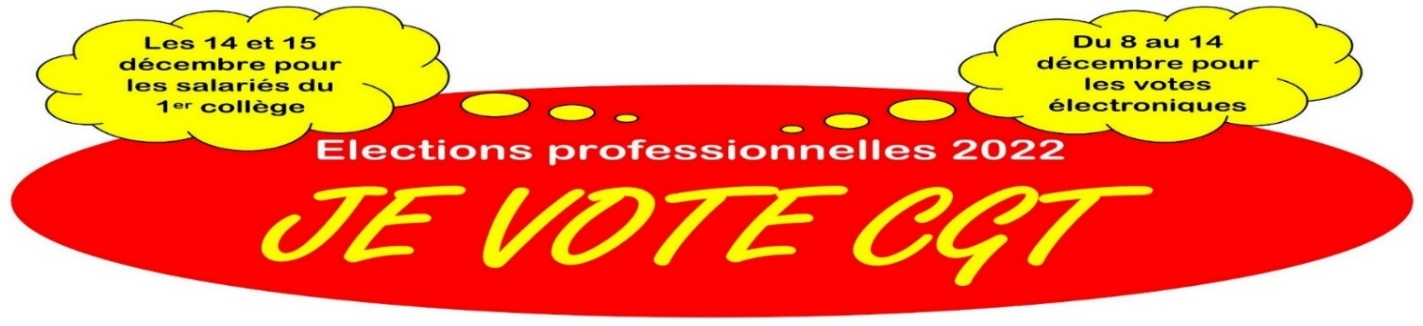 Les 14 et 15
décembre pour
les salariés du
1er collège
Du 8 au 14
décembre pour
les votes
électroniques
Elections professionnelles 2022
JE VOTE CGT